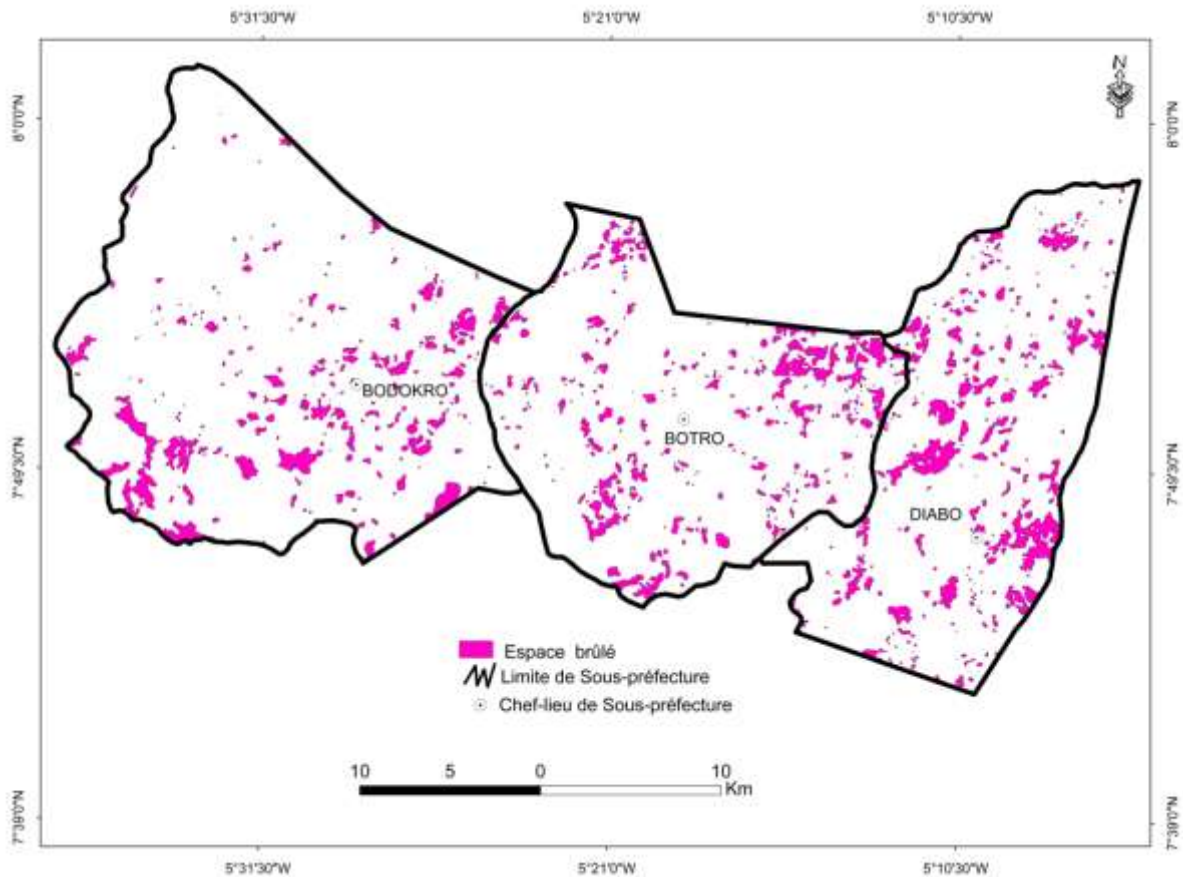 5°31'30"W 5°21'0"W 5°10'30"W
N
8°0'0"N 8°0'0"N
BODOKRO
BOTRO
7°49'30"N 7°49'30"N
DIABO
Espace brûlé
Limite de Sous-préfecture
Chef-lieu de Sous-préfecture
10 5 0 10
Km
7°39'0"N 7°39'0"N
5°31'30"W 5°21'0"W 5°10'30"W